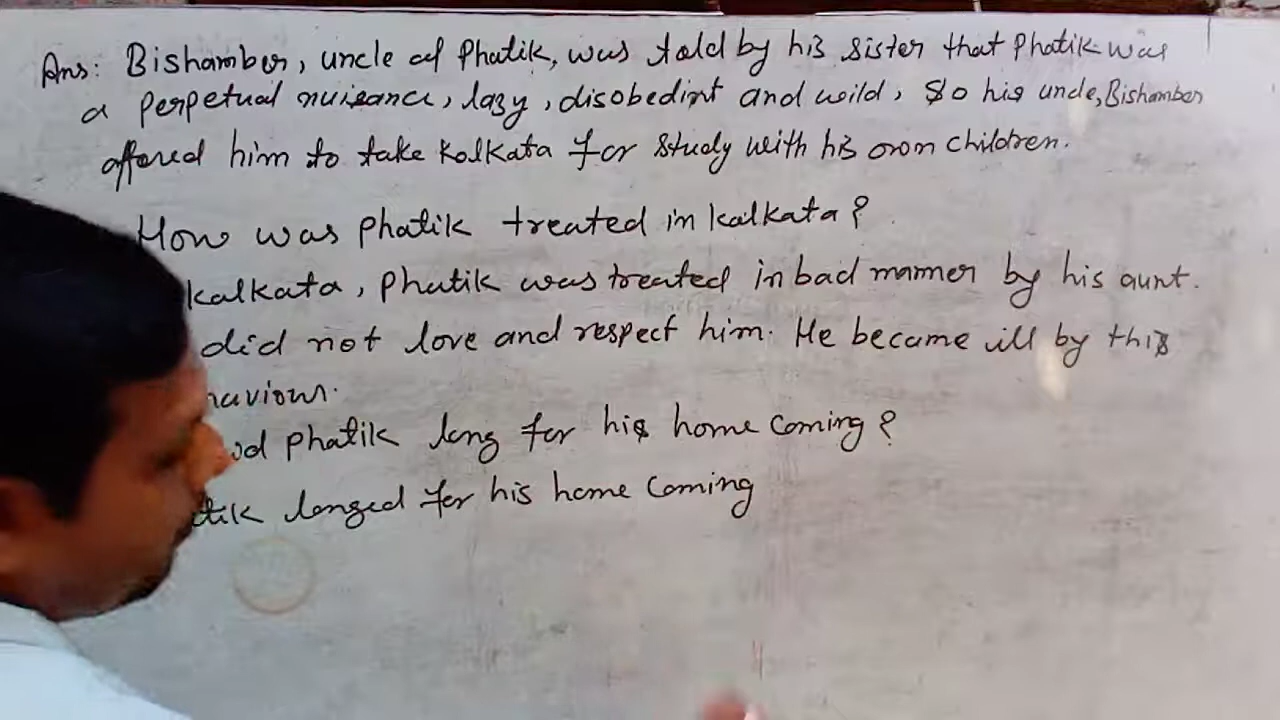 Ans: Bishamber, uncle of Phatik, was told by his sister that Phatik was
a perpetual nuisance, lazy, disobedint and wild, So his uncle, Bishamber
offered him to take Kolkata for study with his own children.
How was phatik treated in kalkata?
kalkata, phatik was treated in bad manner by his aunt.
did not love and respect him. He became ill by this
haviour.
phatik long for his home coming?
tik longed for his home coming